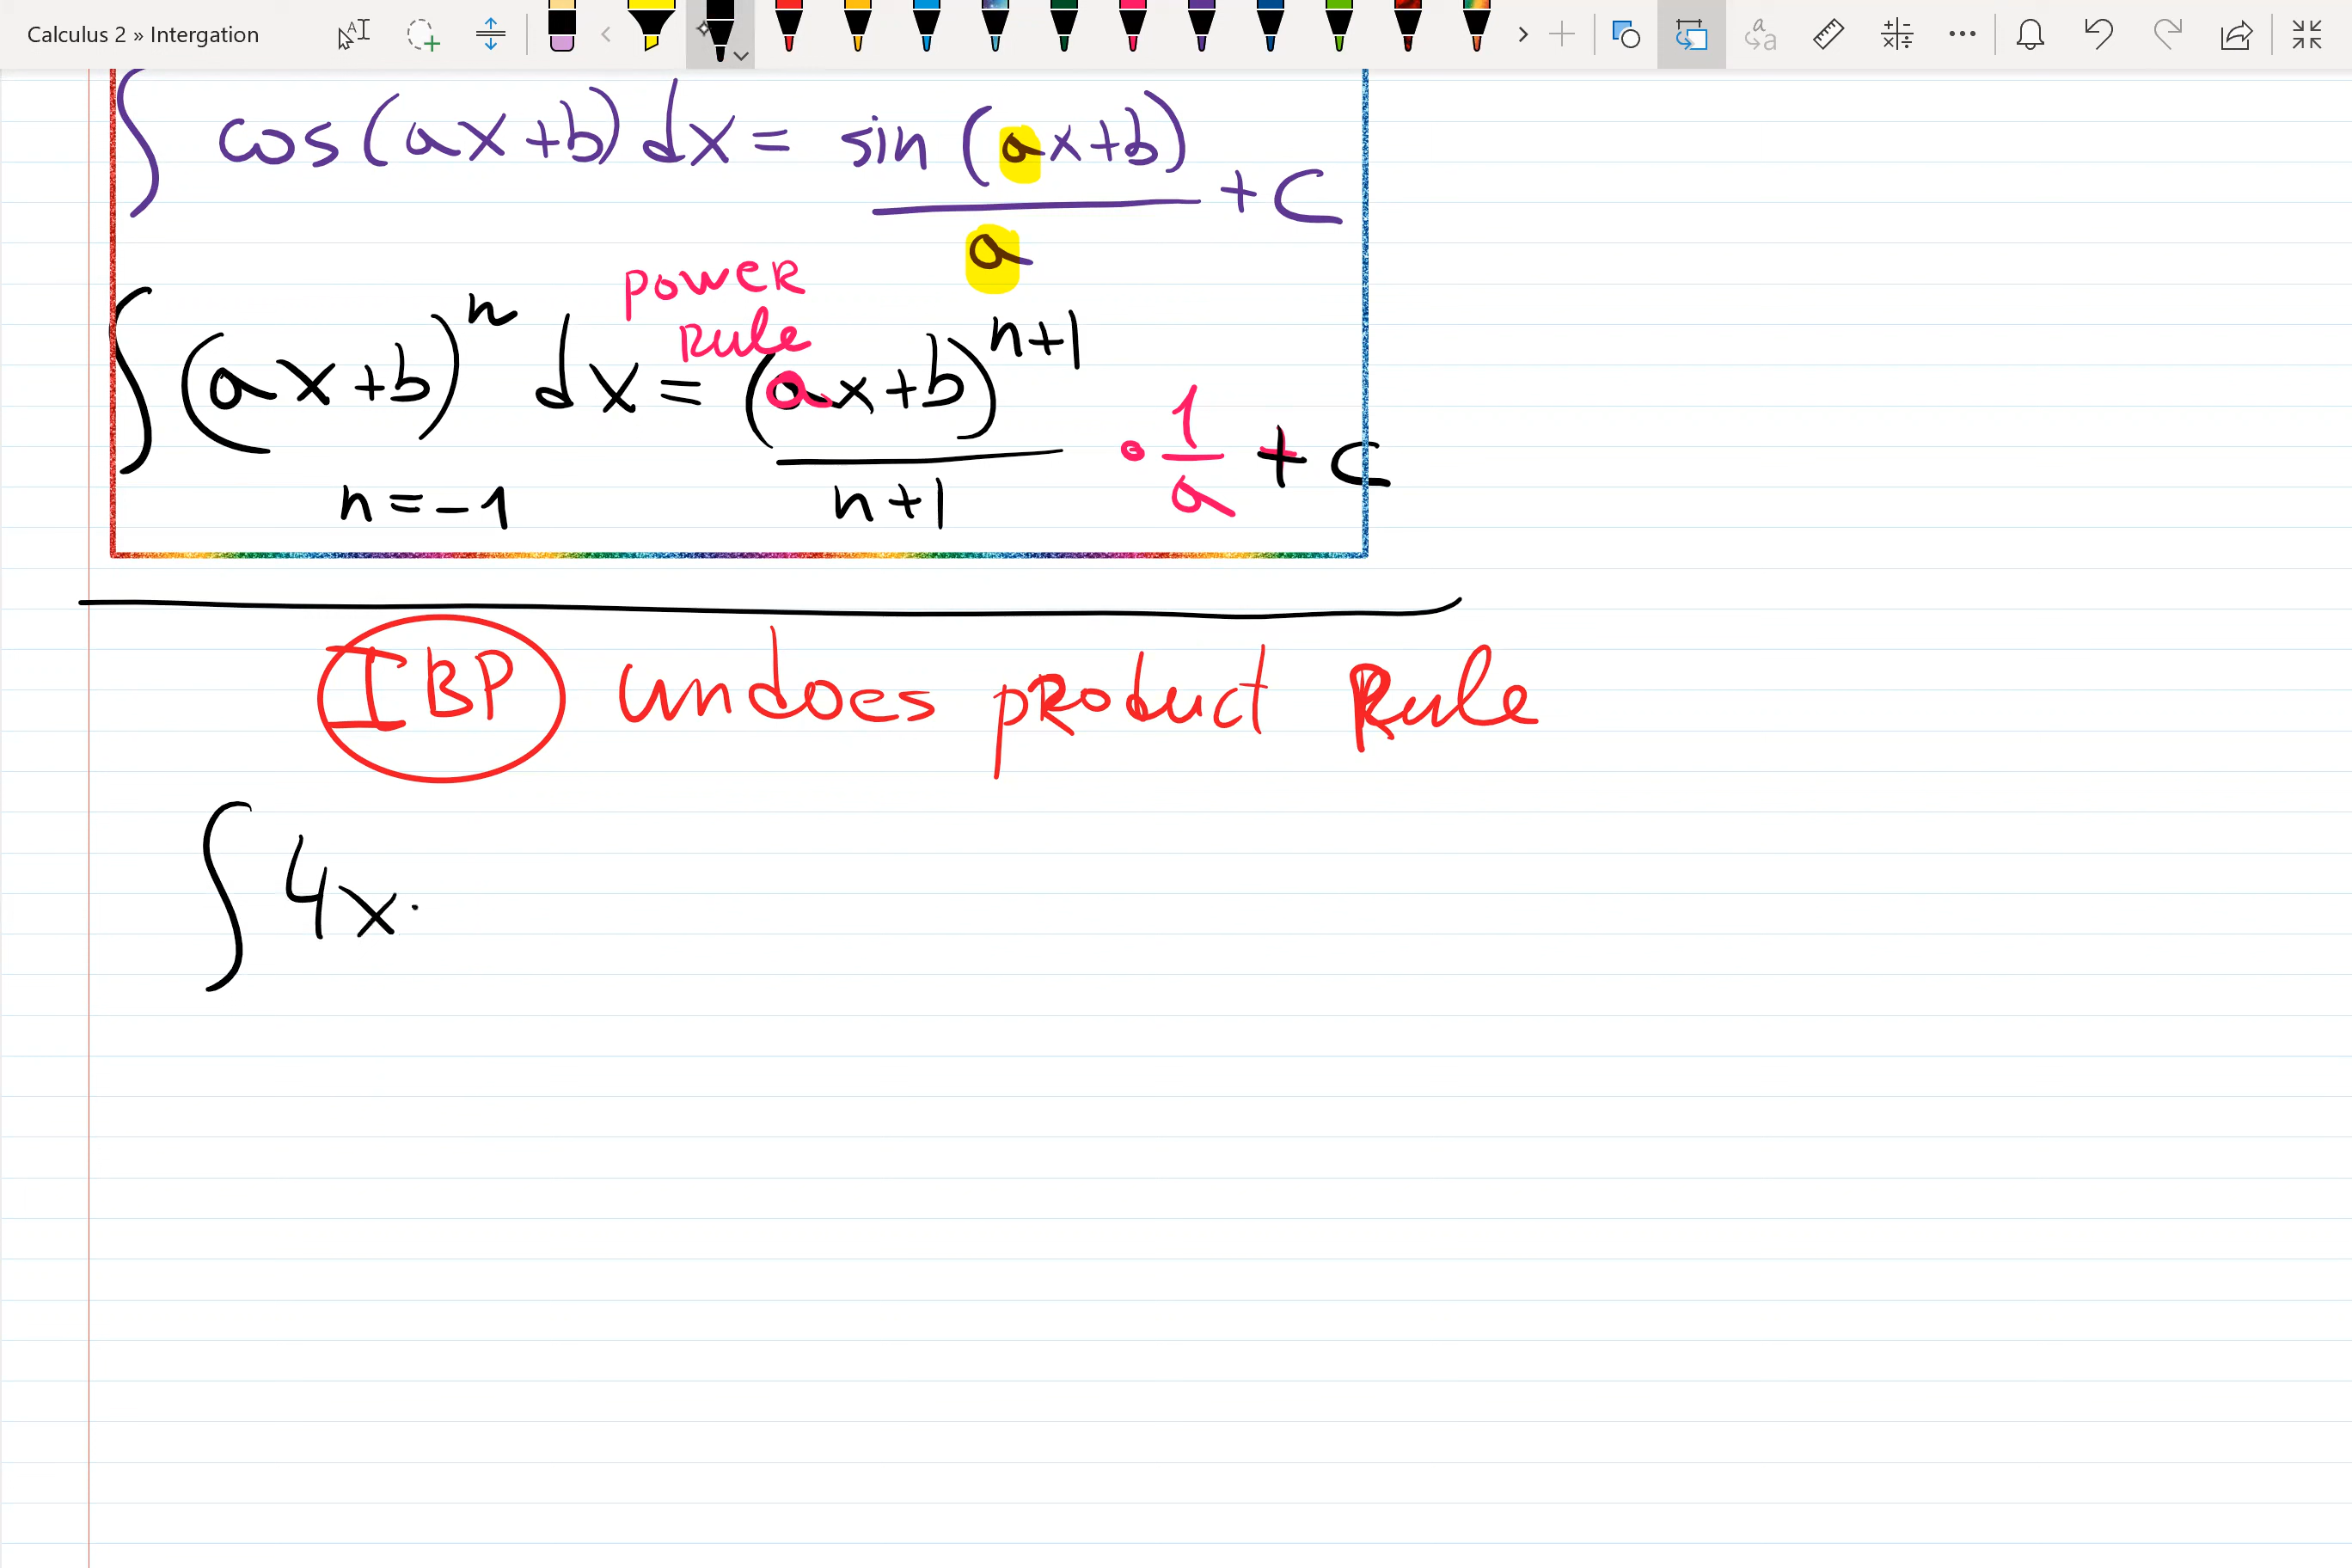 Calculus 2 » Intergation
∫ cos(ax+b) dx = sin(ax+b)/a + C
power
Rule
∫ (ax+b)^n dx = (ax+b)^(n+1)/(n+1) · 1/a + C
n = -1
IBP undoes product Rule
∫ 4x·